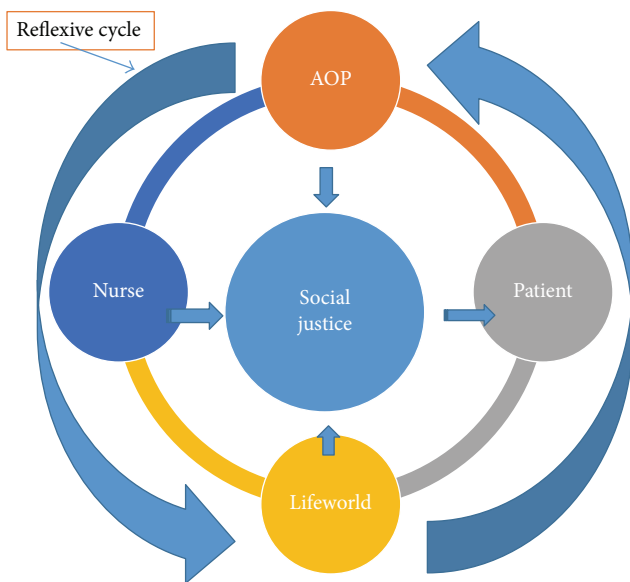 Reflexive cycle
AOP
Nurse
Social
justice
Patient
Lifeworld